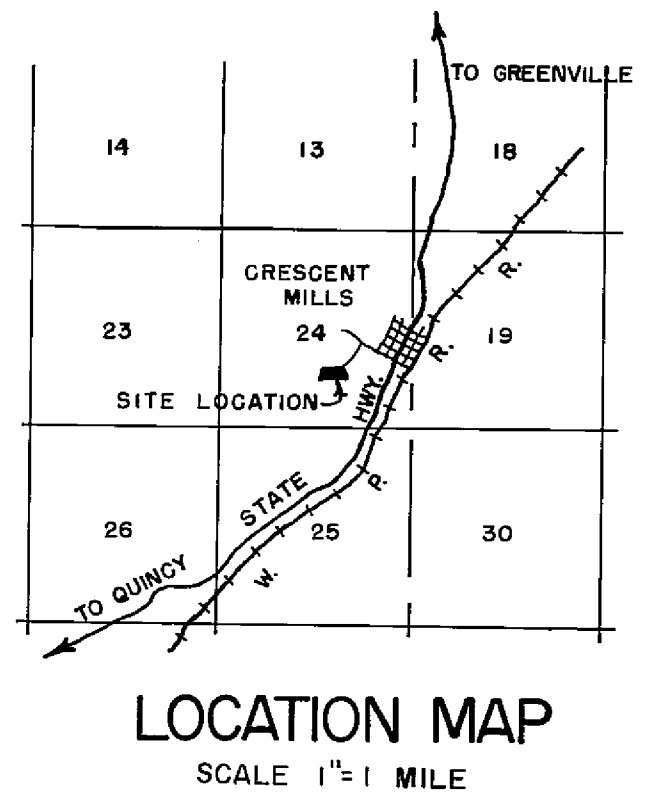 TO GREENVILLE
14
13
18
CRESCENT
MILLS
R.
23
24
19
R.
SITE LOCATION
HWY.
P.
STATE
26
25
30
W.
TO QUINCY
LOCATION MAP
SCALE 1"= 1 MILE